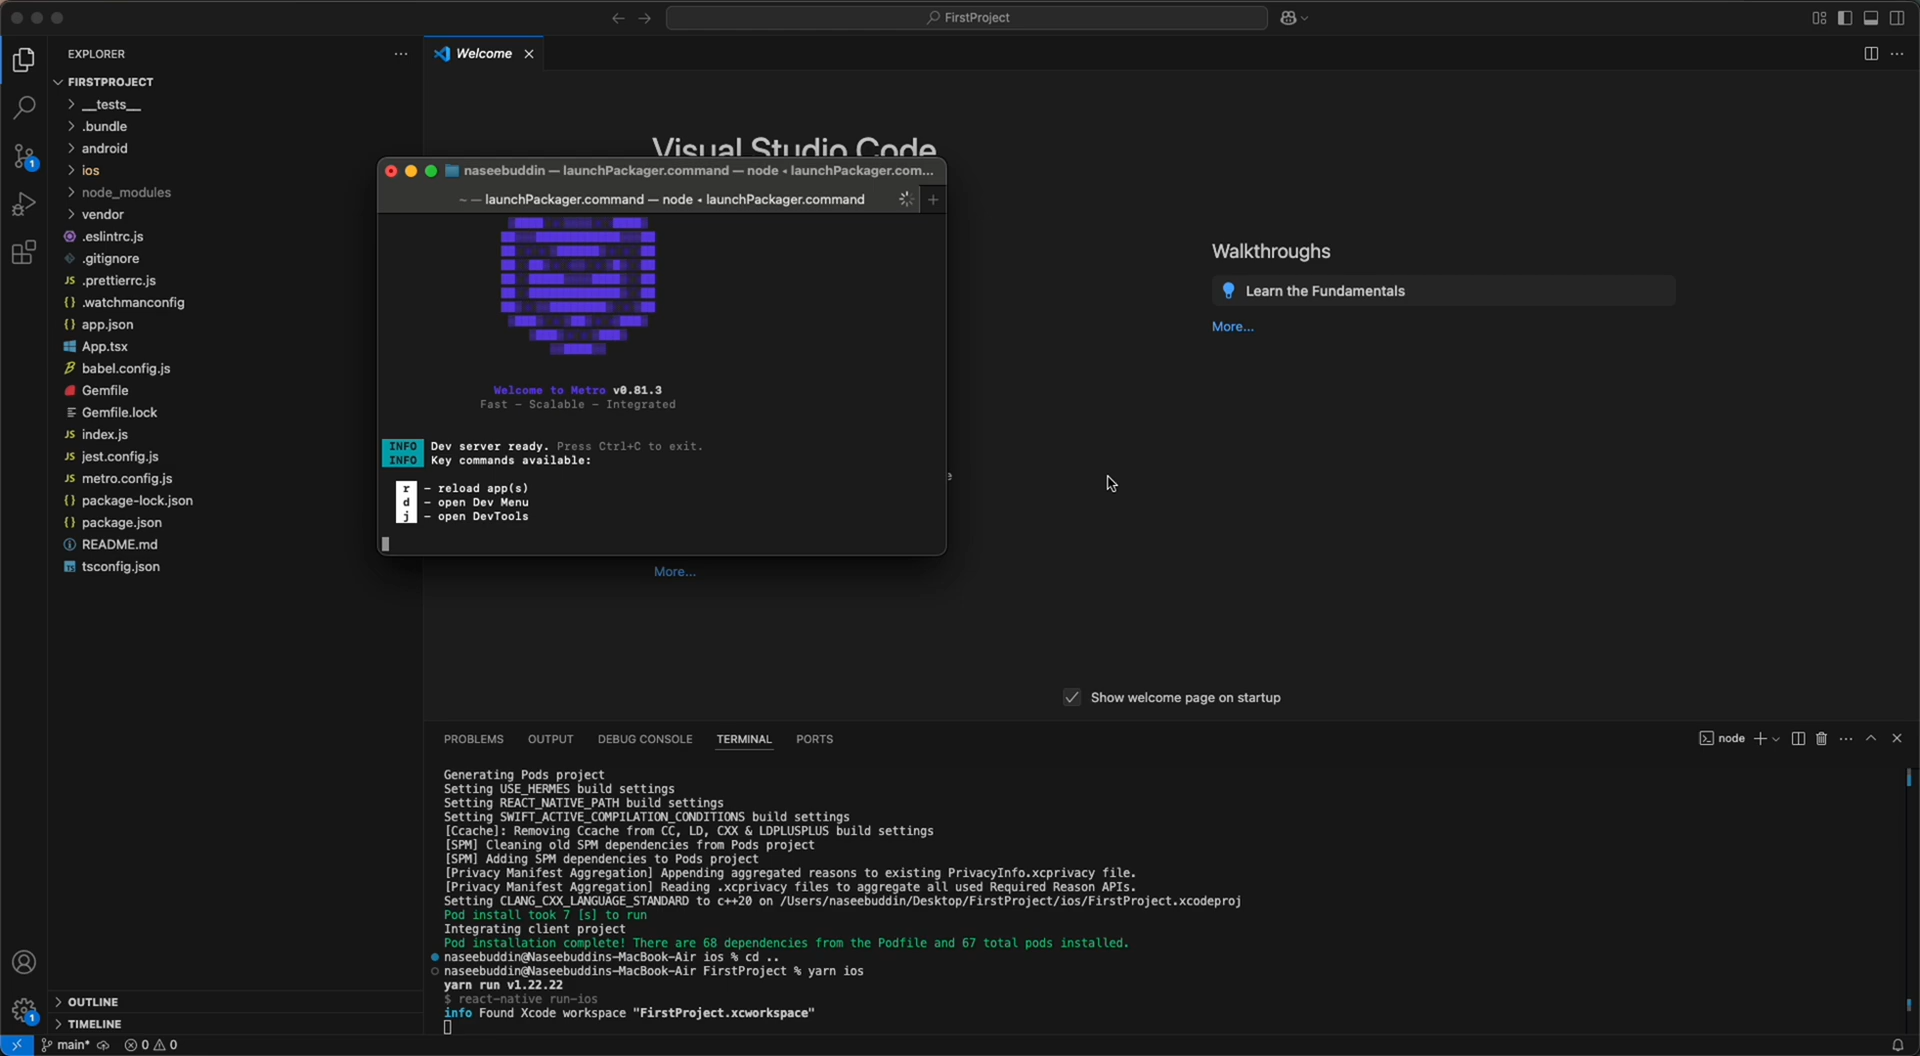 FirstProject
EXPLORER
Welcome
FIRSTPROJECT
__tests__
.bundle
android
ios
node_modules
vendor
.eslintrc.js
.gitignore
JS .prettierrc.js
{} .watchmanconfig
{} app.json
App.tsx
babel.config.js
Gemfile
Gemfile.lock
JS index.js
JS jest.config.js
JS metro.config.js
{} package-lock.json
{} package.json
README.md
TS tsconfig.json
OUTLINE
TIMELINE
1
1
Visual Studio Code
naseebuddin — launchPackager.command — node ◂ launchPackager.com...
~ — launchPackager.command — node ◂ launchPackager.command
Welcome to Metro v0.81.3
Fast - Scalable - Integrated
INFO Dev server ready. Press Ctrl+C to exit.
INFO Key commands available:
r - reload app(s)
d - open Dev Menu
j - open DevTools
More...
Walkthroughs
Learn the Fundamentals
More...
Show welcome page on startup
PROBLEMS OUTPUT DEBUG CONSOLE TERMINAL PORTS
node
Generating Pods project
Setting USE_HERMES build settings
Setting REACT_NATIVE_PATH build settings
Setting SWIFT_ACTIVE_COMPILATION_CONDITIONS build settings
[Ccache]: Removing Ccache from CC, LD, CXX & LDPLUSPLUS build settings
[SPM] Cleaning old SPM dependencies from Pods project
[SPM] Adding SPM dependencies to Pods project
[Privacy Manifest Aggregation] Appending aggregated reasons to existing PrivacyInfo.xcprivacy file.
[Privacy Manifest Aggregation] Reading .xcprivacy files to aggregate all used Required Reason APIs.
Setting CLANG_CXX_LANGUAGE_STANDARD to c++20 on /Users/naseebuddin/Desktop/FirstProject/ios/FirstProject.xcodeproj
Pod install took 7 [s] to run
Integrating client project
Pod installation complete! There are 68 dependencies from the Podfile and 67 total pods installed.
naseebuddin@Naseebuddins-MacBook-Air ios % cd ..
naseebuddin@Naseebuddins-MacBook-Air FirstProject % yarn ios
yarn run v1.22.22
$ react-native run-ios
info Found Xcode workspace "FirstProject.xcworkspace"
main* 0 0